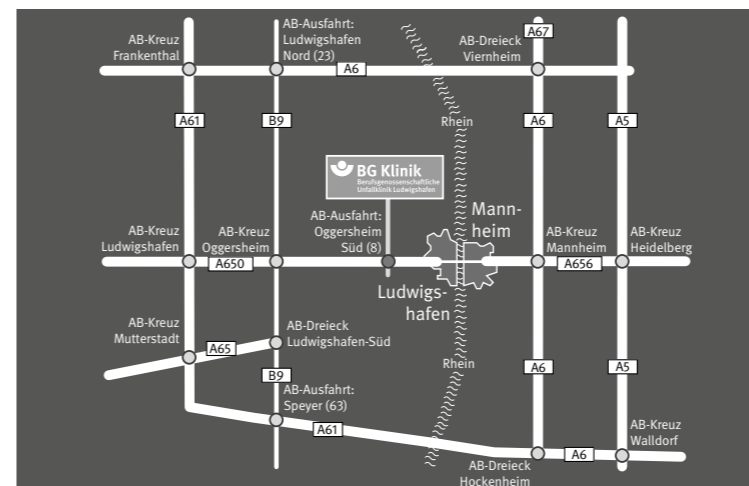 AB-Kreuz
Frankenthal
AB-Ausfahrt:
Ludwigshafen
Nord (23)
A6
AB-Dreieck
Viernheim
A67
A61
B9
Rhein
A6
A5
BG Klinik
Berufsgenossenschaftliche
Unfallklinik Ludwigshafen
AB-Kreuz
Ludwigshafen
A650
AB-Kreuz
Oggersheim
AB-Ausfahrt:
Oggersheim
Süd (8)
Mann-
heim
Ludwigs-
hafen
AB-Kreuz
Mannheim
A656
AB-Kreuz
Heidelberg
AB-Kreuz
Mutterstadt
A65
AB-Dreieck
Ludwigshafen-Süd
B9
Rhein
A6
A5
AB-Ausfahrt:
Speyer (63)
A61
AB-Dreieck
Hockenheim
A6
AB-Kreuz
Walldorf